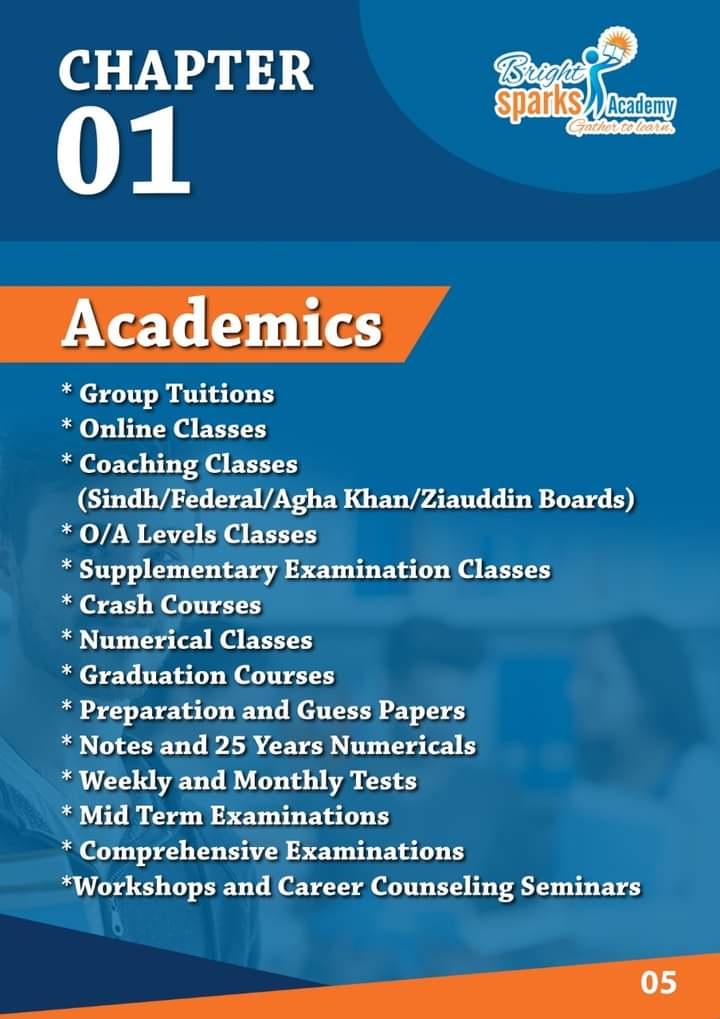 CHAPTER
01
Bright
sparks Academy
Gather to learn.
Academics
* Group Tuitions
* Online Classes
* Coaching Classes
(Sindh/Federal/Agha Khan/Ziauddin Boards)
* O/A Levels Classes
* Supplementary Examination Classes
* Crash Courses
* Numerical Classes
* Graduation Courses
* Preparation and Guess Papers
* Notes and 25 Years Numericals
* Weekly and Monthly Tests
* Mid Term Examinations
* Comprehensive Examinations
*Workshops and Career Counseling Seminars
05